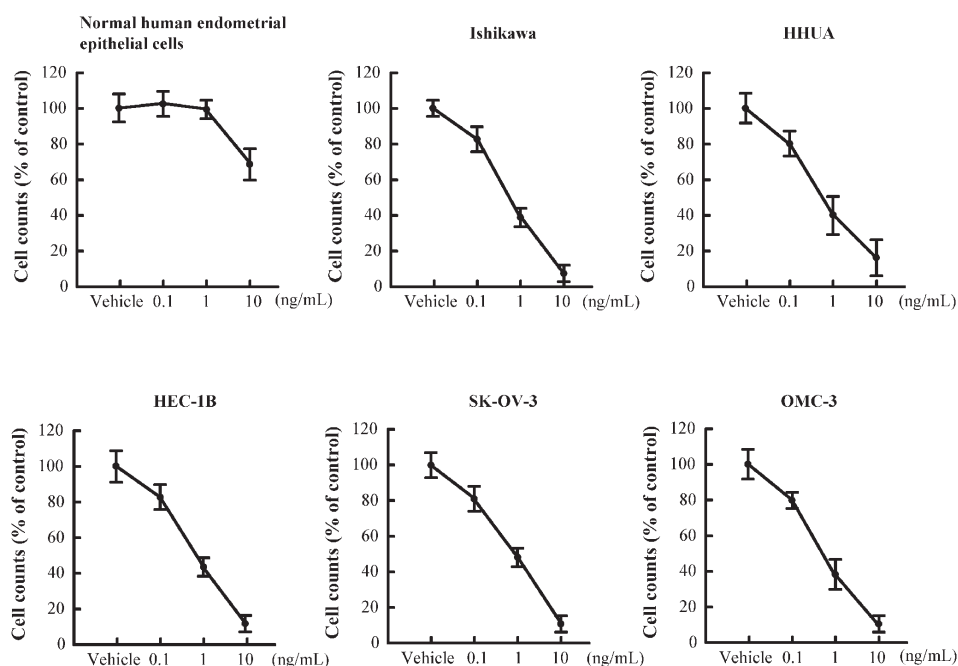 Normal human endometrial
epithelial cells
Cell counts (% of control)
120
100
80
60
40
20
0
Vehicle 0.1 1 10 (ng/mL)
Ishikawa
Cell counts (% of control)
120
100
80
60
40
20
0
Vehicle 0.1 1 10 (ng/mL)
HHUA
Cell counts (% of control)
120
100
80
60
40
20
0
Vehicle 0.1 1 10 (ng/mL)
HEC-1B
Cell counts (% of control)
120
100
80
60
40
20
0
Vehicle 0.1 1 10 (ng/mL)
SK-OV-3
Cell counts (% of control)
120
100
80
60
40
20
0
Vehicle 0.1 1 10 (ng/mL)
OMC-3
Cell counts (% of control)
120
100
80
60
40
20
0
Vehicle 0.1 1 10 (ng/mL)